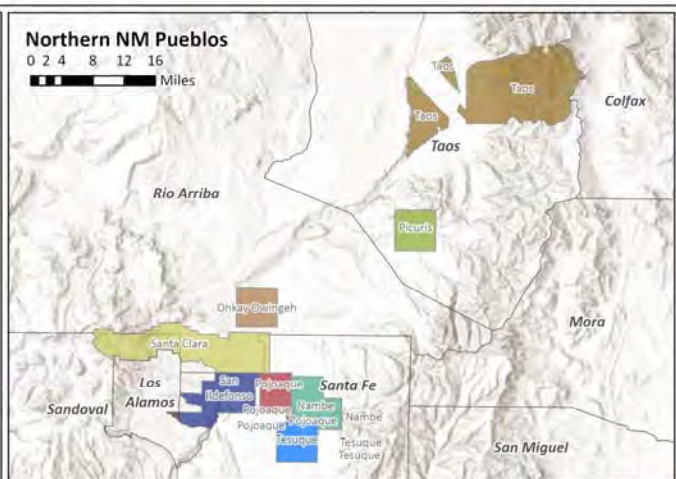 Northern NM Pueblos
0 2 4 8 12 16
Miles
Taos
Taos
Taos
Colfax
Taos
Rio Arriba
Picuris
Ohkay Owingeh
Mora
Santa Clara
Los
Alamos
San
Ildefonso
Pojoaque
Santa Fe
Sandoval
Pojoaque
Nambe
Nambe
Pojoaque
Pojoaque
Tesuque
Tesuque
Tesuque
San Miguel